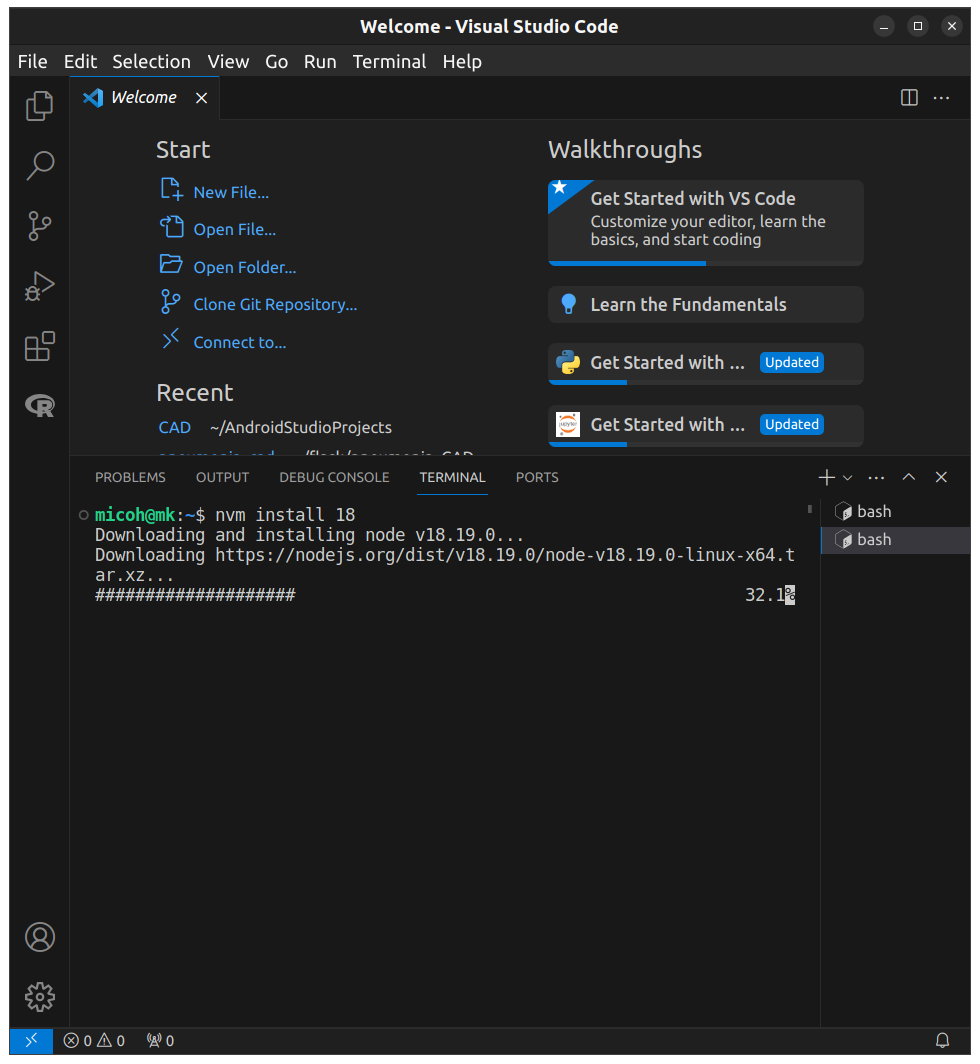 Welcome - Visual Studio Code
File Edit Selection View Go Run Terminal Help
Welcome
Start
New File...
Open File...
Open Folder...
Clone Git Repository...
Connect to...
Recent
CAD ~/AndroidStudioProjects
Walkthroughs
Get Started with VS Code
Customize your editor, learn the
basics, and start coding
Learn the Fundamentals
Get Started with ... Updated
jupyter
Get Started with ... Updated
PROBLEMS OUTPUT DEBUG CONSOLE TERMINAL PORTS
micoh@mk:~$ nvm install 18
Downloading and installing node v18.19.0...
Downloading https://nodejs.org/dist/v18.19.0/node-v18.19.0-linux-x64.t
ar.xz...
#################### 32.1%
bash
bash
0 0 0